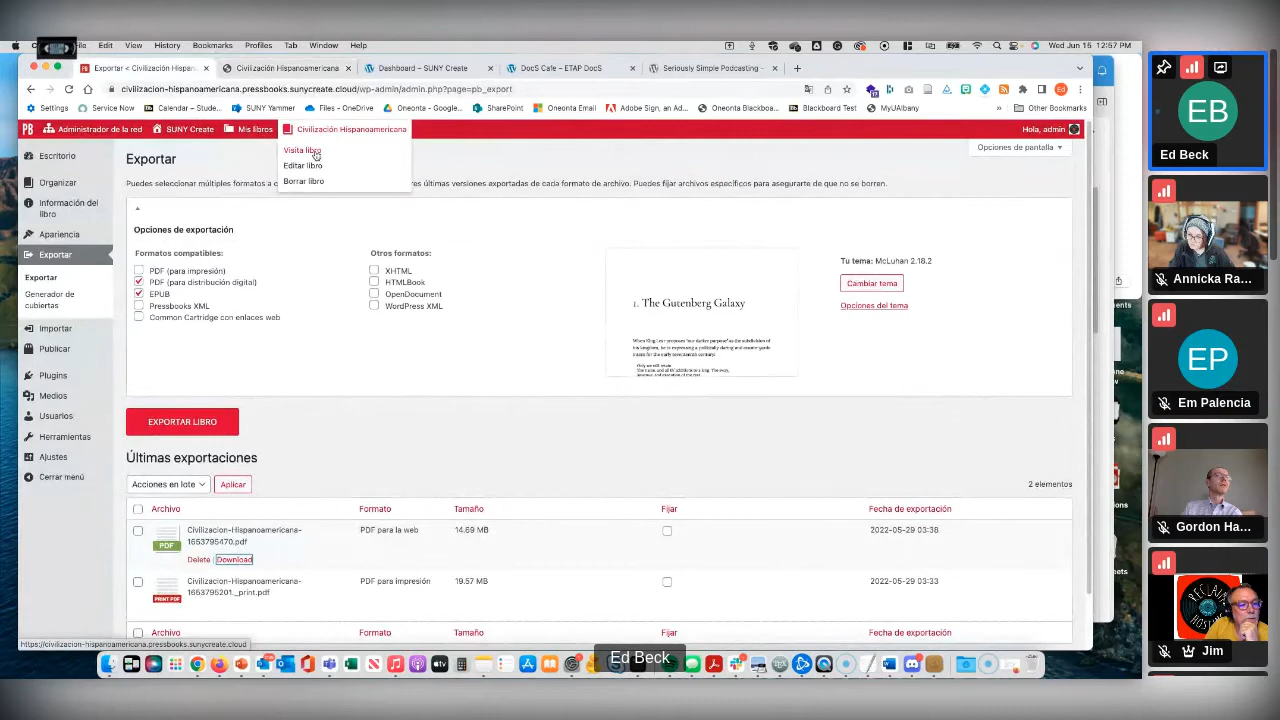 File Edit View History Bookmarks Profiles Tab Window Help
Wed Jun 15 12:57 PM
Exportar < Civilización Hispan
Civilización Hispanoamericana
Dashboard – SUNY Create
DocS Cafe – ETAP DocS
Seriously Simple Podcasting
civilizacion-hispanoamericana.pressbooks.sunycreate.cloud/wp-admin/admin.php?page=pb_export
Settings Service Now Calendar – Stude... SUNY Yammer Files - OneDrive Oneonta - Google... SharePoint Oneonta Email Adobe Sign, an Ad... Oneonta Blackboa... Blackboard Test MyUAlbany Other Bookmarks
Administrador de la red SUNY Create Mis libros Civilización Hispanoamericana Hola, admin
Visita libro
Editar libro
Borrar libro
Opciones de pantalla
Escritorio
Organizar
Información del
libro
Apariencia
Exportar
Exportar
Generador de
cubiertas
Importar
Publicar
Plugins
Medios
Usuarios
Herramientas
Ajustes
Cerrar menú
Exportar
Puedes seleccionar múltiples formatos a
res últimas versiones exportadas de cada formato de archivo. Puedes fijar archivos específicos para asegurarte de que no se borren.
Opciones de exportación
Formatos compatibles:
PDF (para impresión)
PDF (para distribución digital)
EPUB
Pressbooks XML
Common Cartridge con enlaces web
Otros formatos:
XHTML
HTMLBook
OpenDocument
WordPress XML
1. The Gutenberg Galaxy
Tu tema: McLuhan 2.18.2
Cambiar tema
Opciones del tema
EXPORTAR LIBRO
Últimas exportaciones
Acciones en lote Aplicar 2 elementos
Archivo Formato Tamaño Fijar Fecha de exportación
PDF
Civilizacion-Hispanoamericana-
1653795470.pdf
Delete | Download
PDF para la web 14.69 MB 2022-05-29 03:38
PRINT PDF
Civilizacion-Hispanoamericana-
1653795201._print.pdf
PDF para impresión 19.57 MB 2022-05-29 03:33
Archivo Formato Tamaño Fijar Fecha de exportación
https://civilizacion-hispanoamericana.pressbooks.sunycreate.cloud
Ed Beck
EB
Ed Beck
Annicka Ra...
EP
Em Palencia
Gordon Ha...
RECLAIM
HOSTING
Jim